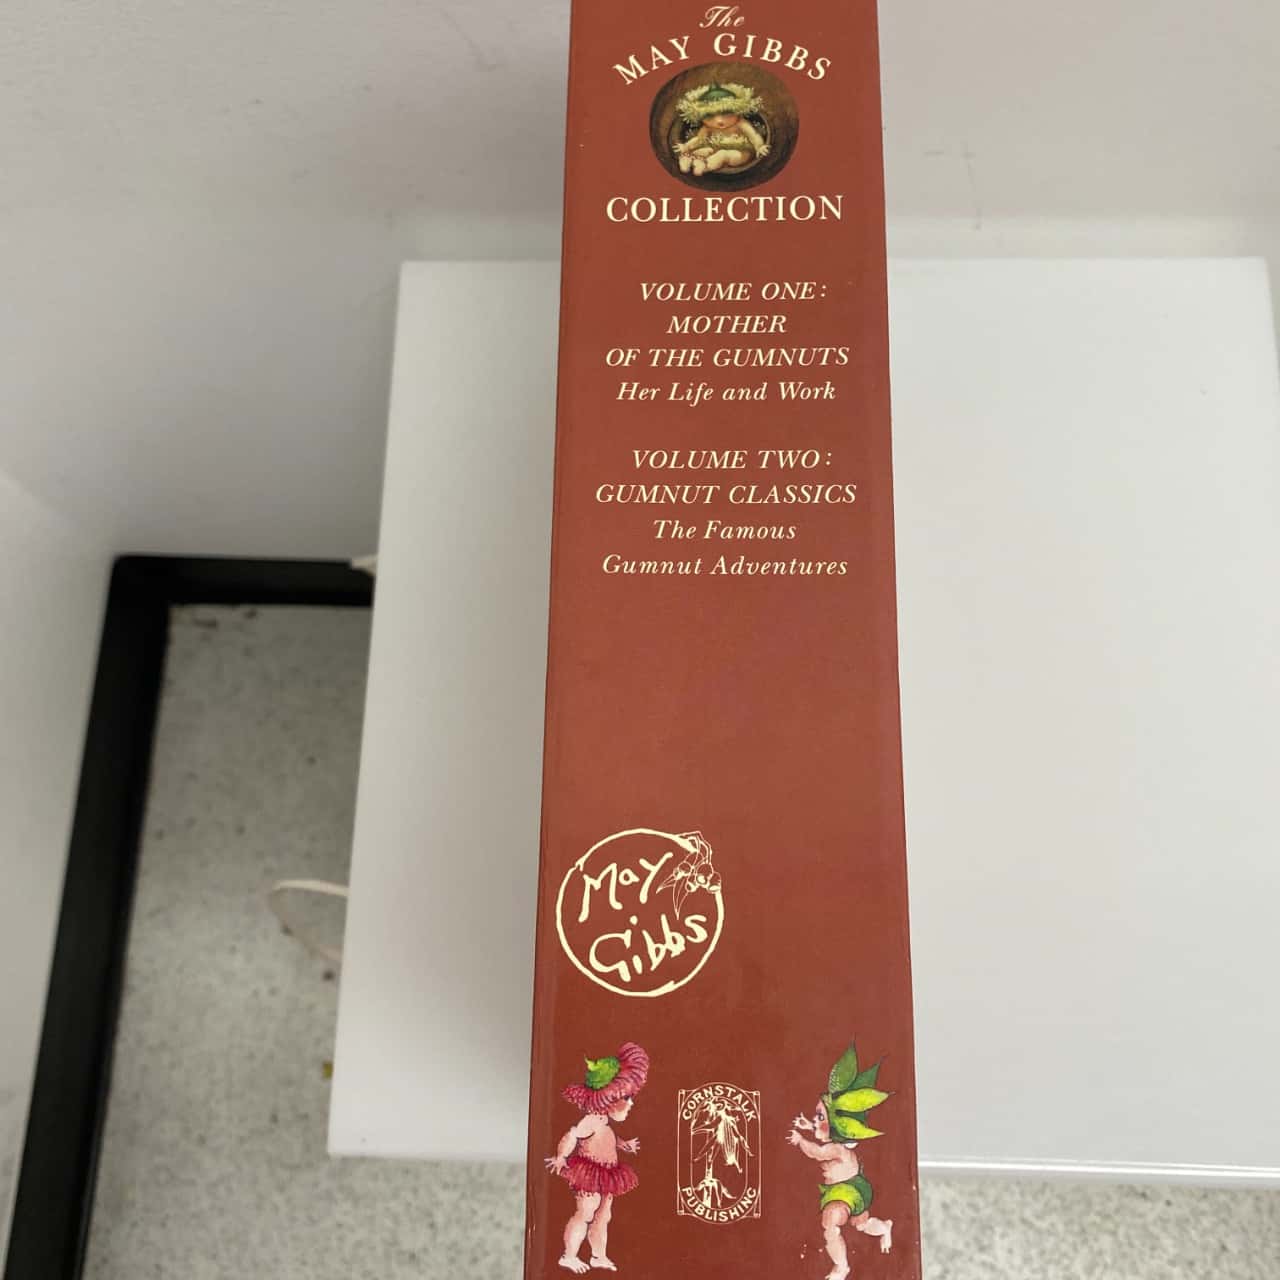 The
MAY GIBBS
COLLECTION
VOLUME ONE:
MOTHER
OF THE GUMNUTS
Her Life and Work
VOLUME TWO:
GUMNUT CLASSICS
The Famous
Gumnut Adventures
May
Gibbs
CORNSTALK
PUBLISHING